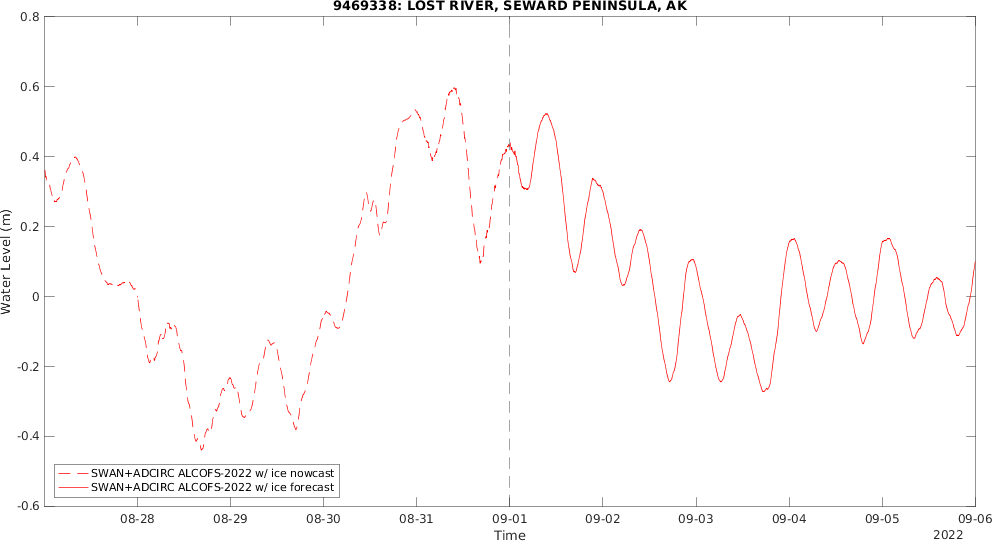 9469338: LOST RIVER, SEWARD PENINSULA, AK
0.8
0.6
0.4
0.2
0
-0.2
-0.4
-0.6
Water Level (m)
SWAN+ADCIRC ALCOFS-2022 w/ ice nowcast
SWAN+ADCIRC ALCOFS-2022 w/ ice forecast
08-28 08-29 08-30 08-31 09-01 09-02 09-03 09-04 09-05 09-06
Time
2022